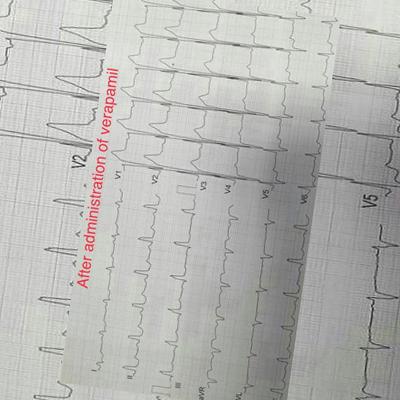 After administration of verapamil
V2
V1
V2
V3
V4
V5
V6
V5
I
II
III
aVR